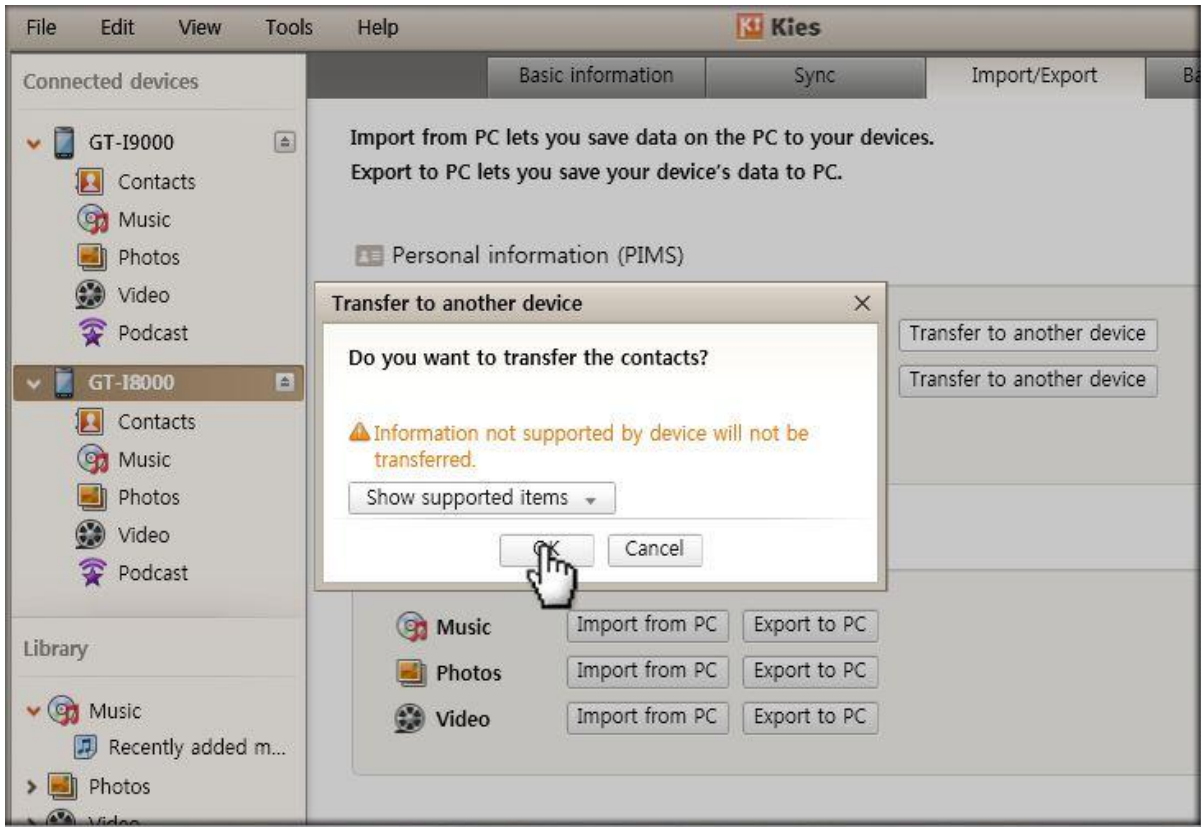 File Edit View Tools Help Kies
Connected devices
Basic information Sync Import/Export
GT-I9000
Contacts
Music
Photos
Video
Podcast
GT-I8000
Contacts
Music
Photos
Video
Podcast
Library
Music
Recently added m...
Photos
Video
Import from PC lets you save data on the PC to your devices.
Export to PC lets you save your device's data to PC.
Personal information (PIMS)
Transfer to another device
Transfer to another device
Transfer to another device
Do you want to transfer the contacts?
Information not supported by device will not be
transferred.
Show supported items
OK Cancel
Music Import from PC Export to PC
Photos Import from PC Export to PC
Video Import from PC Export to PC